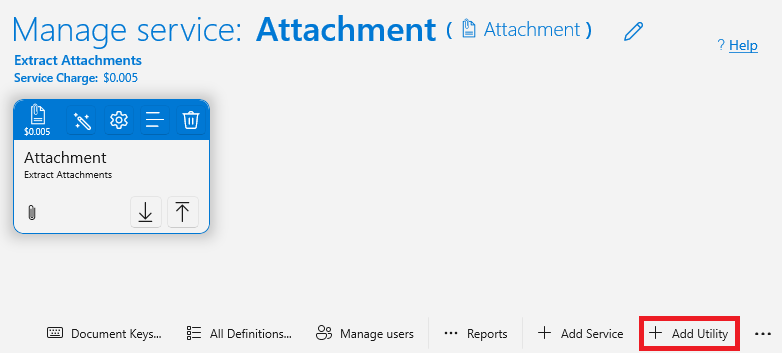 Manage service: Attachment ( Attachment )
? Help
Extract Attachments
Service Charge: $0.005
$0.005
Attachment
Extract Attachments
Document Keys... All Definitions... Manage users ... Reports + Add Service + Add Utility ...